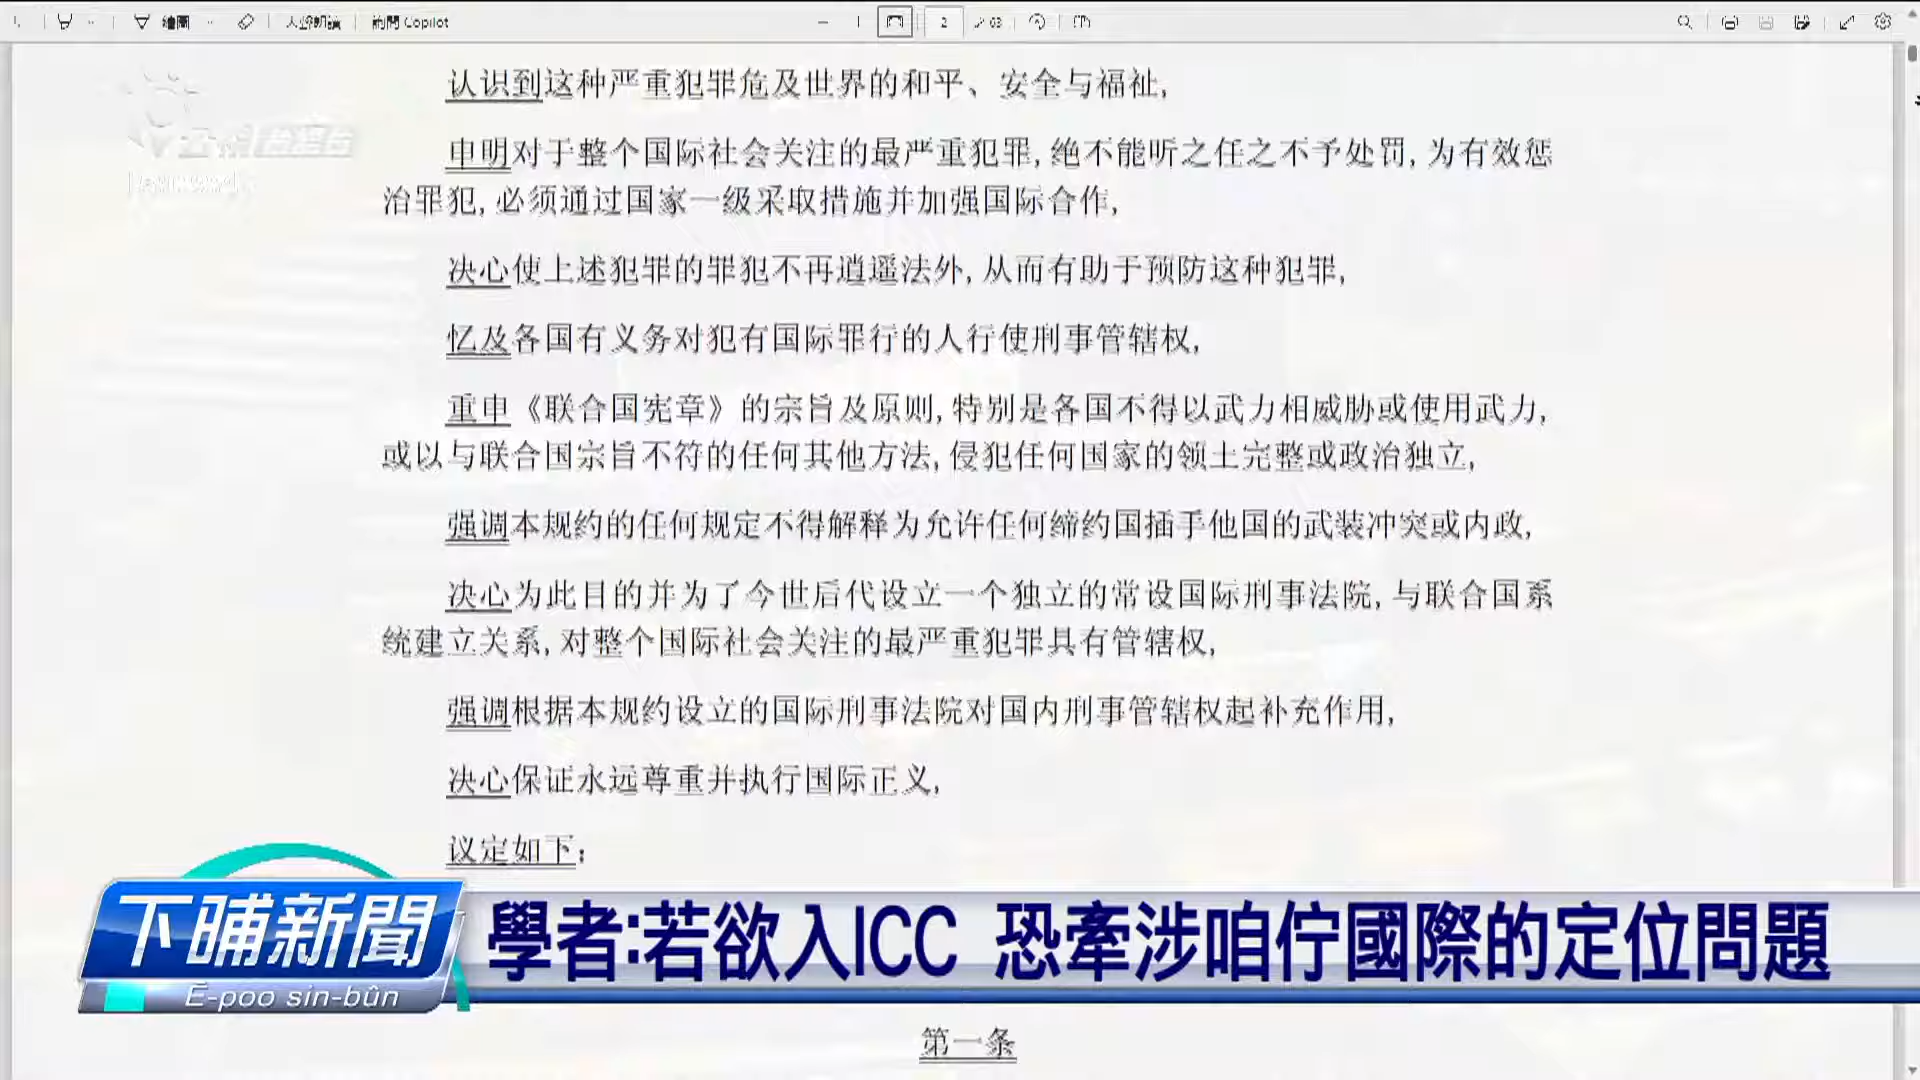 繪圖
詢問 Copilot
2
/ 63
认识到这种严重犯罪危及世界的和平、安全与福祉,
申明对于整个国际社会关注的最严重犯罪,绝不能听之任之不予处罚,为有效惩
治罪犯,必须通过国家一级采取措施并加强国际合作,
决心使上述犯罪的罪犯不再逍遥法外,从而有助于预防这种犯罪,
忆及各国有义务对犯有国际罪行的人行使刑事管辖权,
重申《联合国宪章》的宗旨及原则,特别是各国不得以武力相威胁或使用武力,
或以与联合国宗旨不符的任何其他方法,侵犯任何国家的领土完整或政治独立,
强调本规约的任何规定不得解释为允许任何缔约国插手他国的武装冲突或内政,
决心为此目的并为了今世后代设立一个独立的常设国际刑事法院,与联合国系
统建立关系,对整个国际社会关注的最严重犯罪具有管辖权,
强调根据本规约设立的国际刑事法院对国内刑事管辖权起补充作用,
决心保证永远尊重并执行国际正义,
议定如下:
下晡新聞
Ē-poo sin-bûn
學者:若欲入ICC 恐牽涉咱佇國際的定位問題
第一条